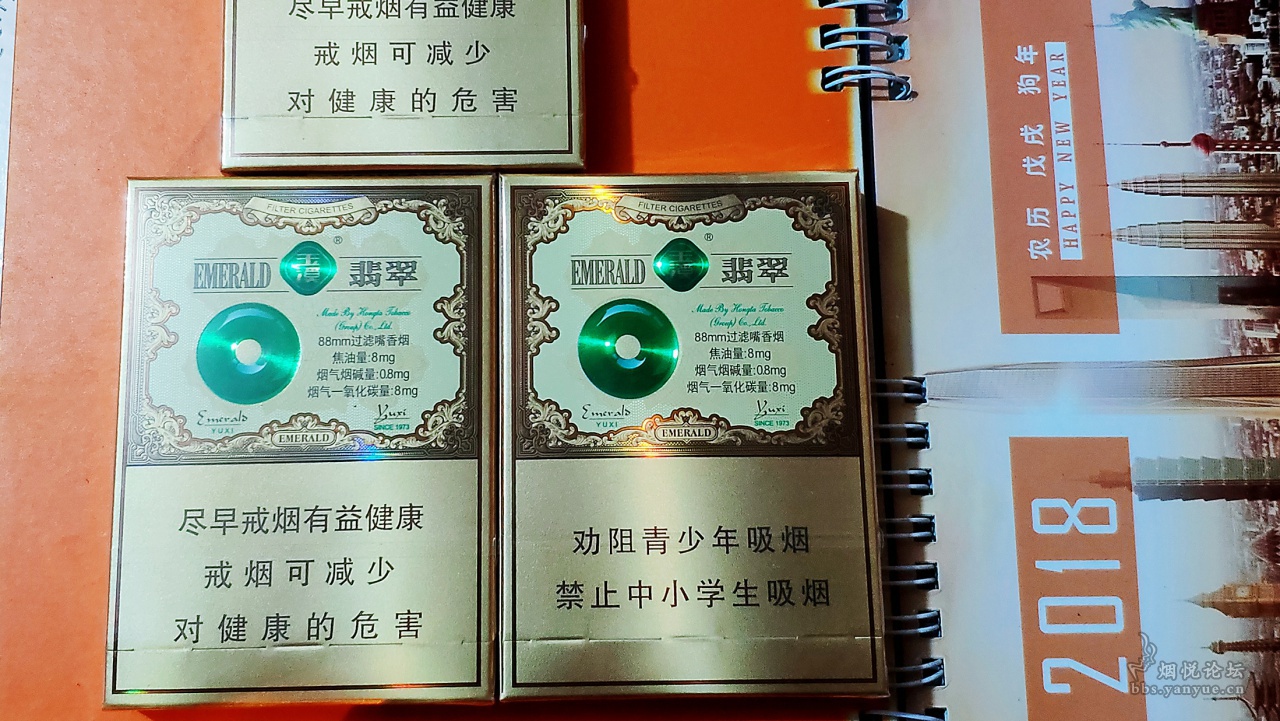 尽早戒烟有益健康
戒烟可减少
对健康的危害
FILTER CIGARETTES
EMERALD 玉溪® 翡翠
Made By Hongta Tobacco
(Group) Co., Ltd.
88mm过滤嘴香烟
焦油量:8mg
烟气烟碱量:0.8mg
烟气一氧化碳量:8mg
Emerald
YUXI
Yuxi
SINCE 1973
EMERALD
尽早戒烟有益健康
戒烟可减少
对健康的危害
FILTER CIGARETTES
EMERALD 玉溪® 翡翠
Made By Hongta Tobacco
(Group) Co., Ltd.
88mm过滤嘴香烟
焦油量:8mg
烟气烟碱量:0.8mg
烟气一氧化碳量:8mg
Emerald
YUXI
Yuxi
SINCE 1973
EMERALD
劝阻青少年吸烟
禁止中小学生吸烟
农历 戊戌 狗年
HAPPY NEW YEAR
2018
烟悦论坛
bbs.yanyue.cn